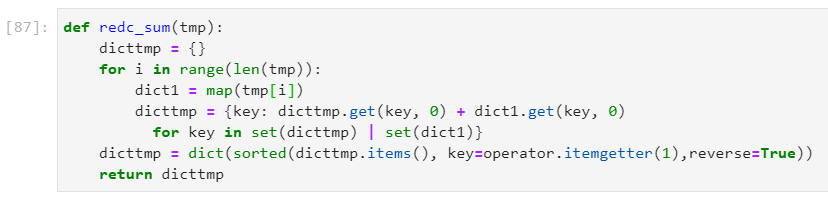 [87]: def redc_sum(tmp):
    dicttmp = {}
    for i in range(len(tmp)):
        dict1 = map(tmp[i])
        dicttmp = {key: dicttmp.get(key, 0) + dict1.get(key, 0)
          for key in set(dicttmp) | set(dict1)}
    dicttmp = dict(sorted(dicttmp.items(), key=operator.itemgetter(1),reverse=True))
    return dicttmp